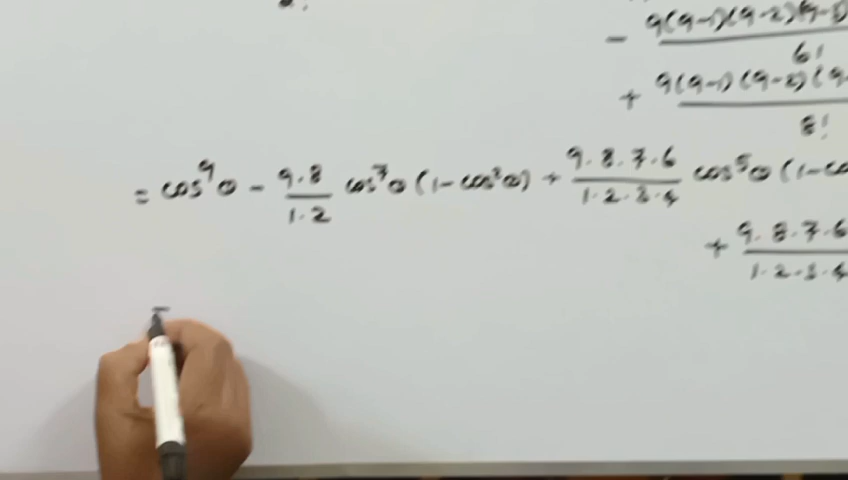 - 9(9-1)(9-2)(9-3) / 6!
+ 9(9-1)(9-2)(9- / 8!
= cos⁹θ - 9.8 / 1.2 cos⁷θ (1-cos²θ) + 9.8.7.6 / 1.2.3.4 cos⁵θ (1-co
+ 9.8.7.6 / 1.2.3.4